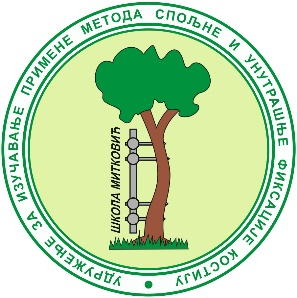 УДРУЖЕЊЕ ЗА ИЗУЧАВАЊЕ ПРИМЕНЕ МЕТОДА СПОЉНЕ И УНУТРАШЊЕ ФИКСАЦИЈЕ КОСТИЈУ
ШКОЛА МИТКОВИЋ